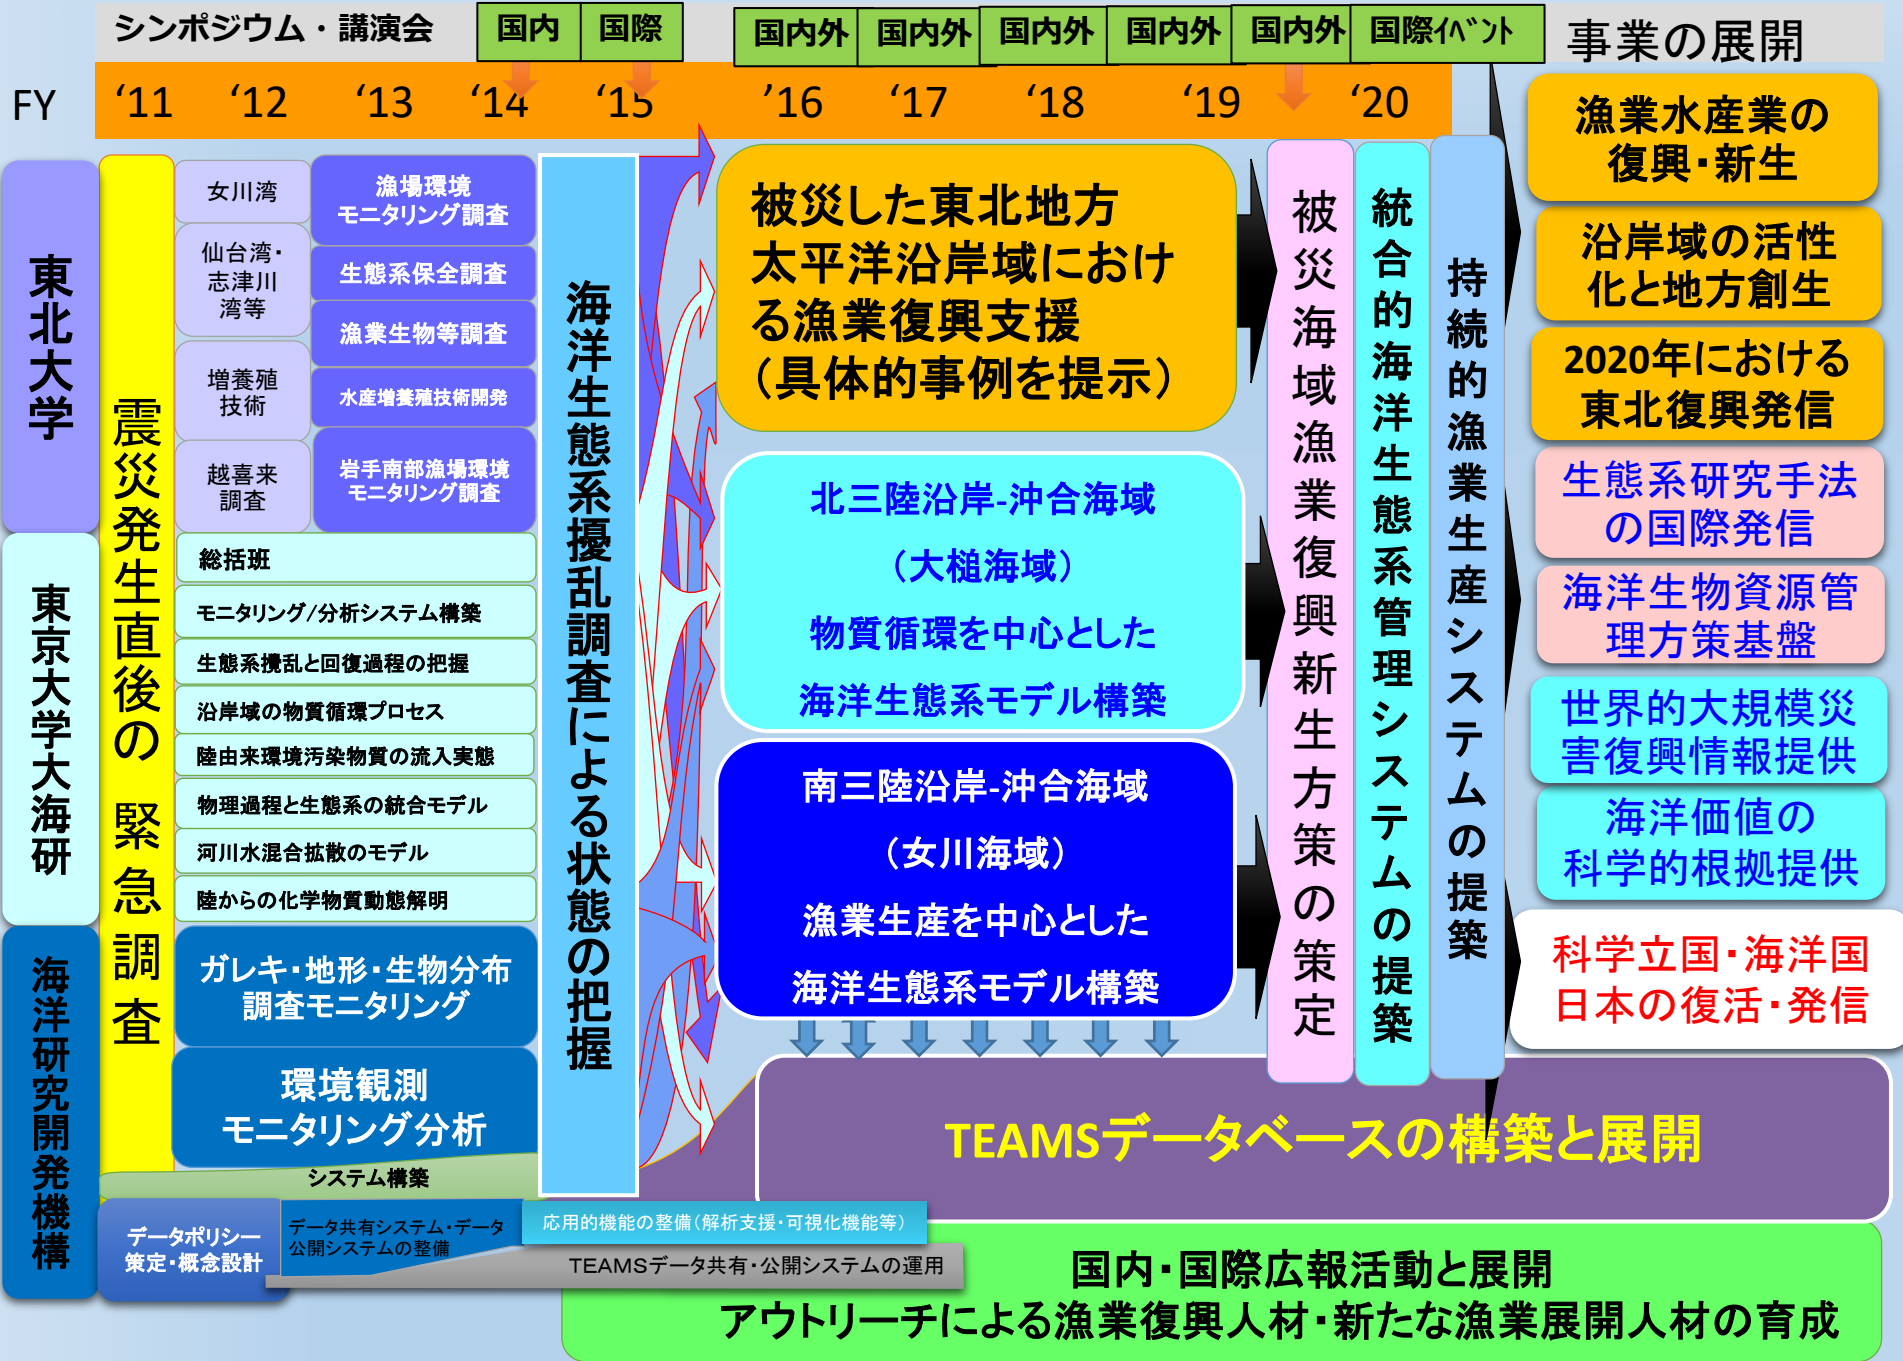 シンポジウム・講演会
国内
国際
国内外
国内外
国内外
国内外
国内外
国際イベント
事業の展開
FY
‘11
‘12
‘13
‘14
‘15
’16
‘17
‘18
‘19
‘20
東北大学
東京大学大海研
海洋研究開発機構
震災発生直後の 緊急調査
女川湾
仙台湾・
志津川
湾等
増養殖
技術
越喜来
調査
漁場環境
モニタリング調査
生態系保全調査
漁業生物等調査
水産増養殖技術開発
岩手南部漁場環境
モニタリング調査
総括班
モニタリング/分析システム構築
生態系攪乱と回復過程の把握
沿岸域の物質循環プロセス
陸由来環境汚染物質の流入実態
物理過程と生態系の統合モデル
河川水混合拡散のモデル
陸からの化学物質動態解明
ガレキ・地形・生物分布
調査モニタリング
環境観測
モニタリング分析
システム構築
データポリシー
策定・概念設計
データ共有システム・データ
公開システムの整備
応用的機能の整備（解析支援・可視化機能等）
TEAMSデータ共有・公開システムの運用
海洋生態系擾乱調査による状態の把握
被災した東北地方
太平洋沿岸域におけ
る漁業復興支援
（具体的事例を提示）
北三陸沿岸-沖合海域
（大槌海域）
物質循環を中心とした
海洋生態系モデル構築
南三陸沿岸-沖合海域
（女川海域）
漁業生産を中心とした
海洋生態系モデル構築
被災海域漁業復興新生方策の策定
統合的海洋生態系管理システムの提築
持続的漁業生産システムの提築
漁業水産業の
復興・新生
沿岸域の活性
化と地方創生
2020年における
東北復興発信
生態系研究手法
の国際発信
海洋生物資源管
理方策基盤
世界的大規模災
害復興情報提供
海洋価値の
科学的根拠提供
科学立国・海洋国
日本の復活・発信
TEAMSデータベースの構築と展開
国内・国際広報活動と展開
アウトリーチによる漁業復興人材・新たな漁業展開人材の育成